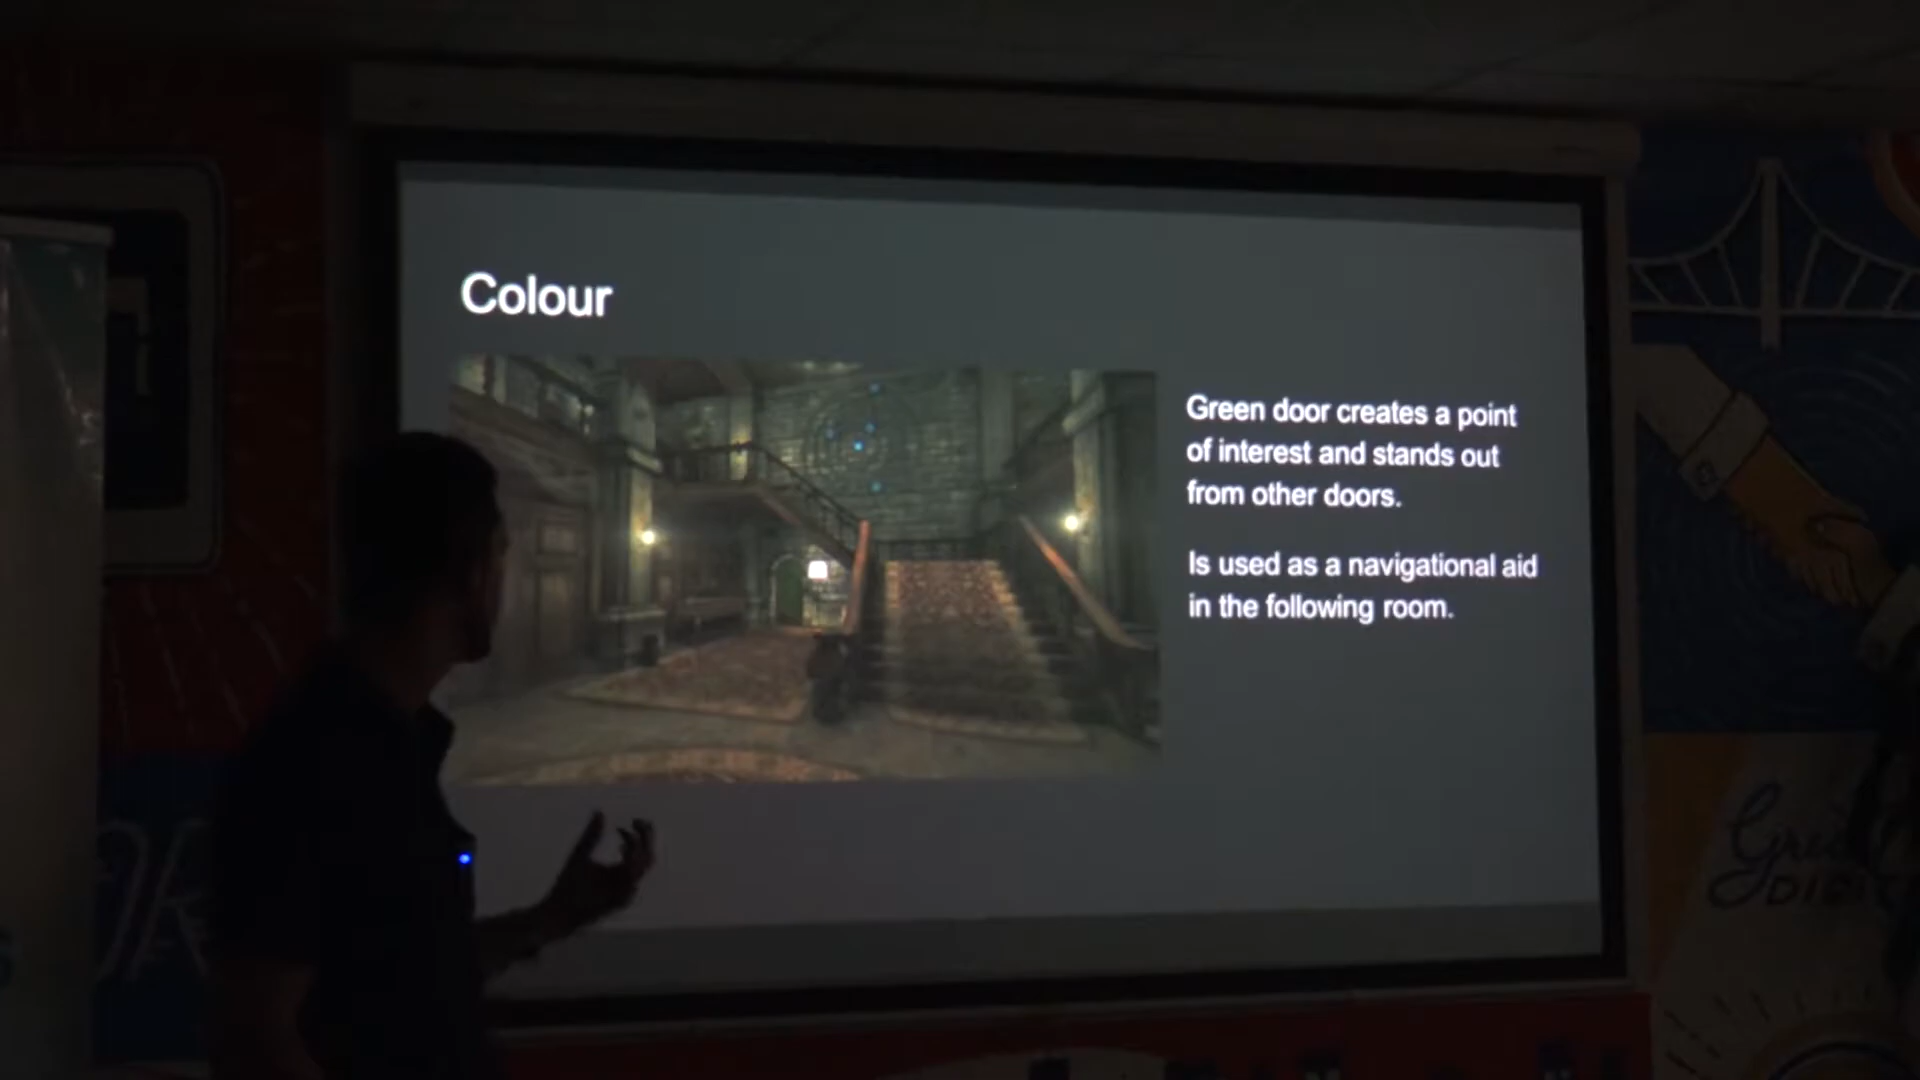 Colour
Green door creates a point
of interest and stands out
from other doors.
Is used as a navigational aid
in the following room.